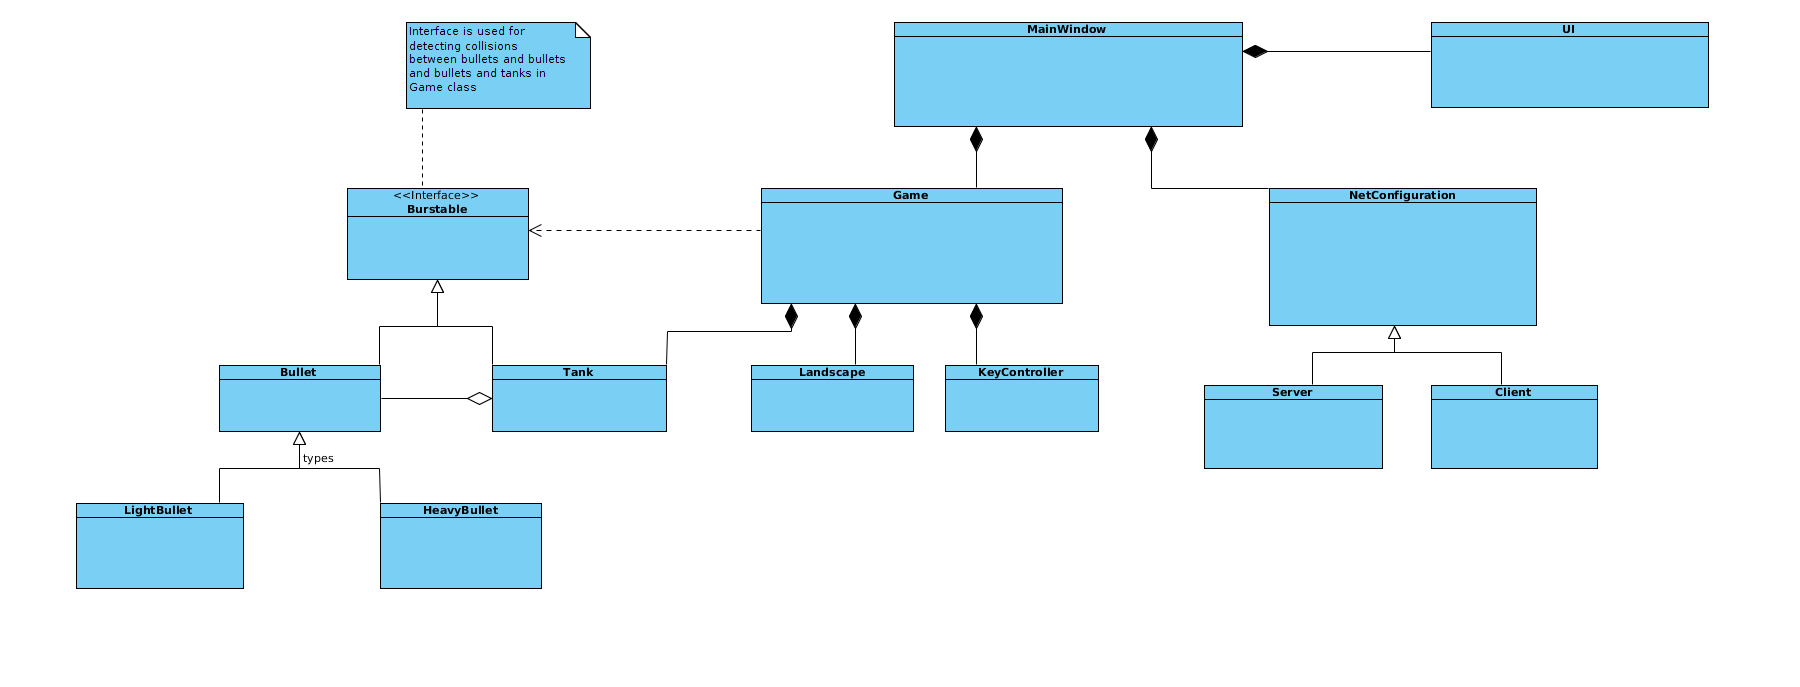 Interface is used for
detecting collisions
between bullets and bullets
and bullets and tanks in
Game class
MainWindow
UI
<<Interface>>
Burstable
Game
NetConfiguration
Bullet
Tank
Landscape
KeyController
Server
Client
types
LightBullet
HeavyBullet